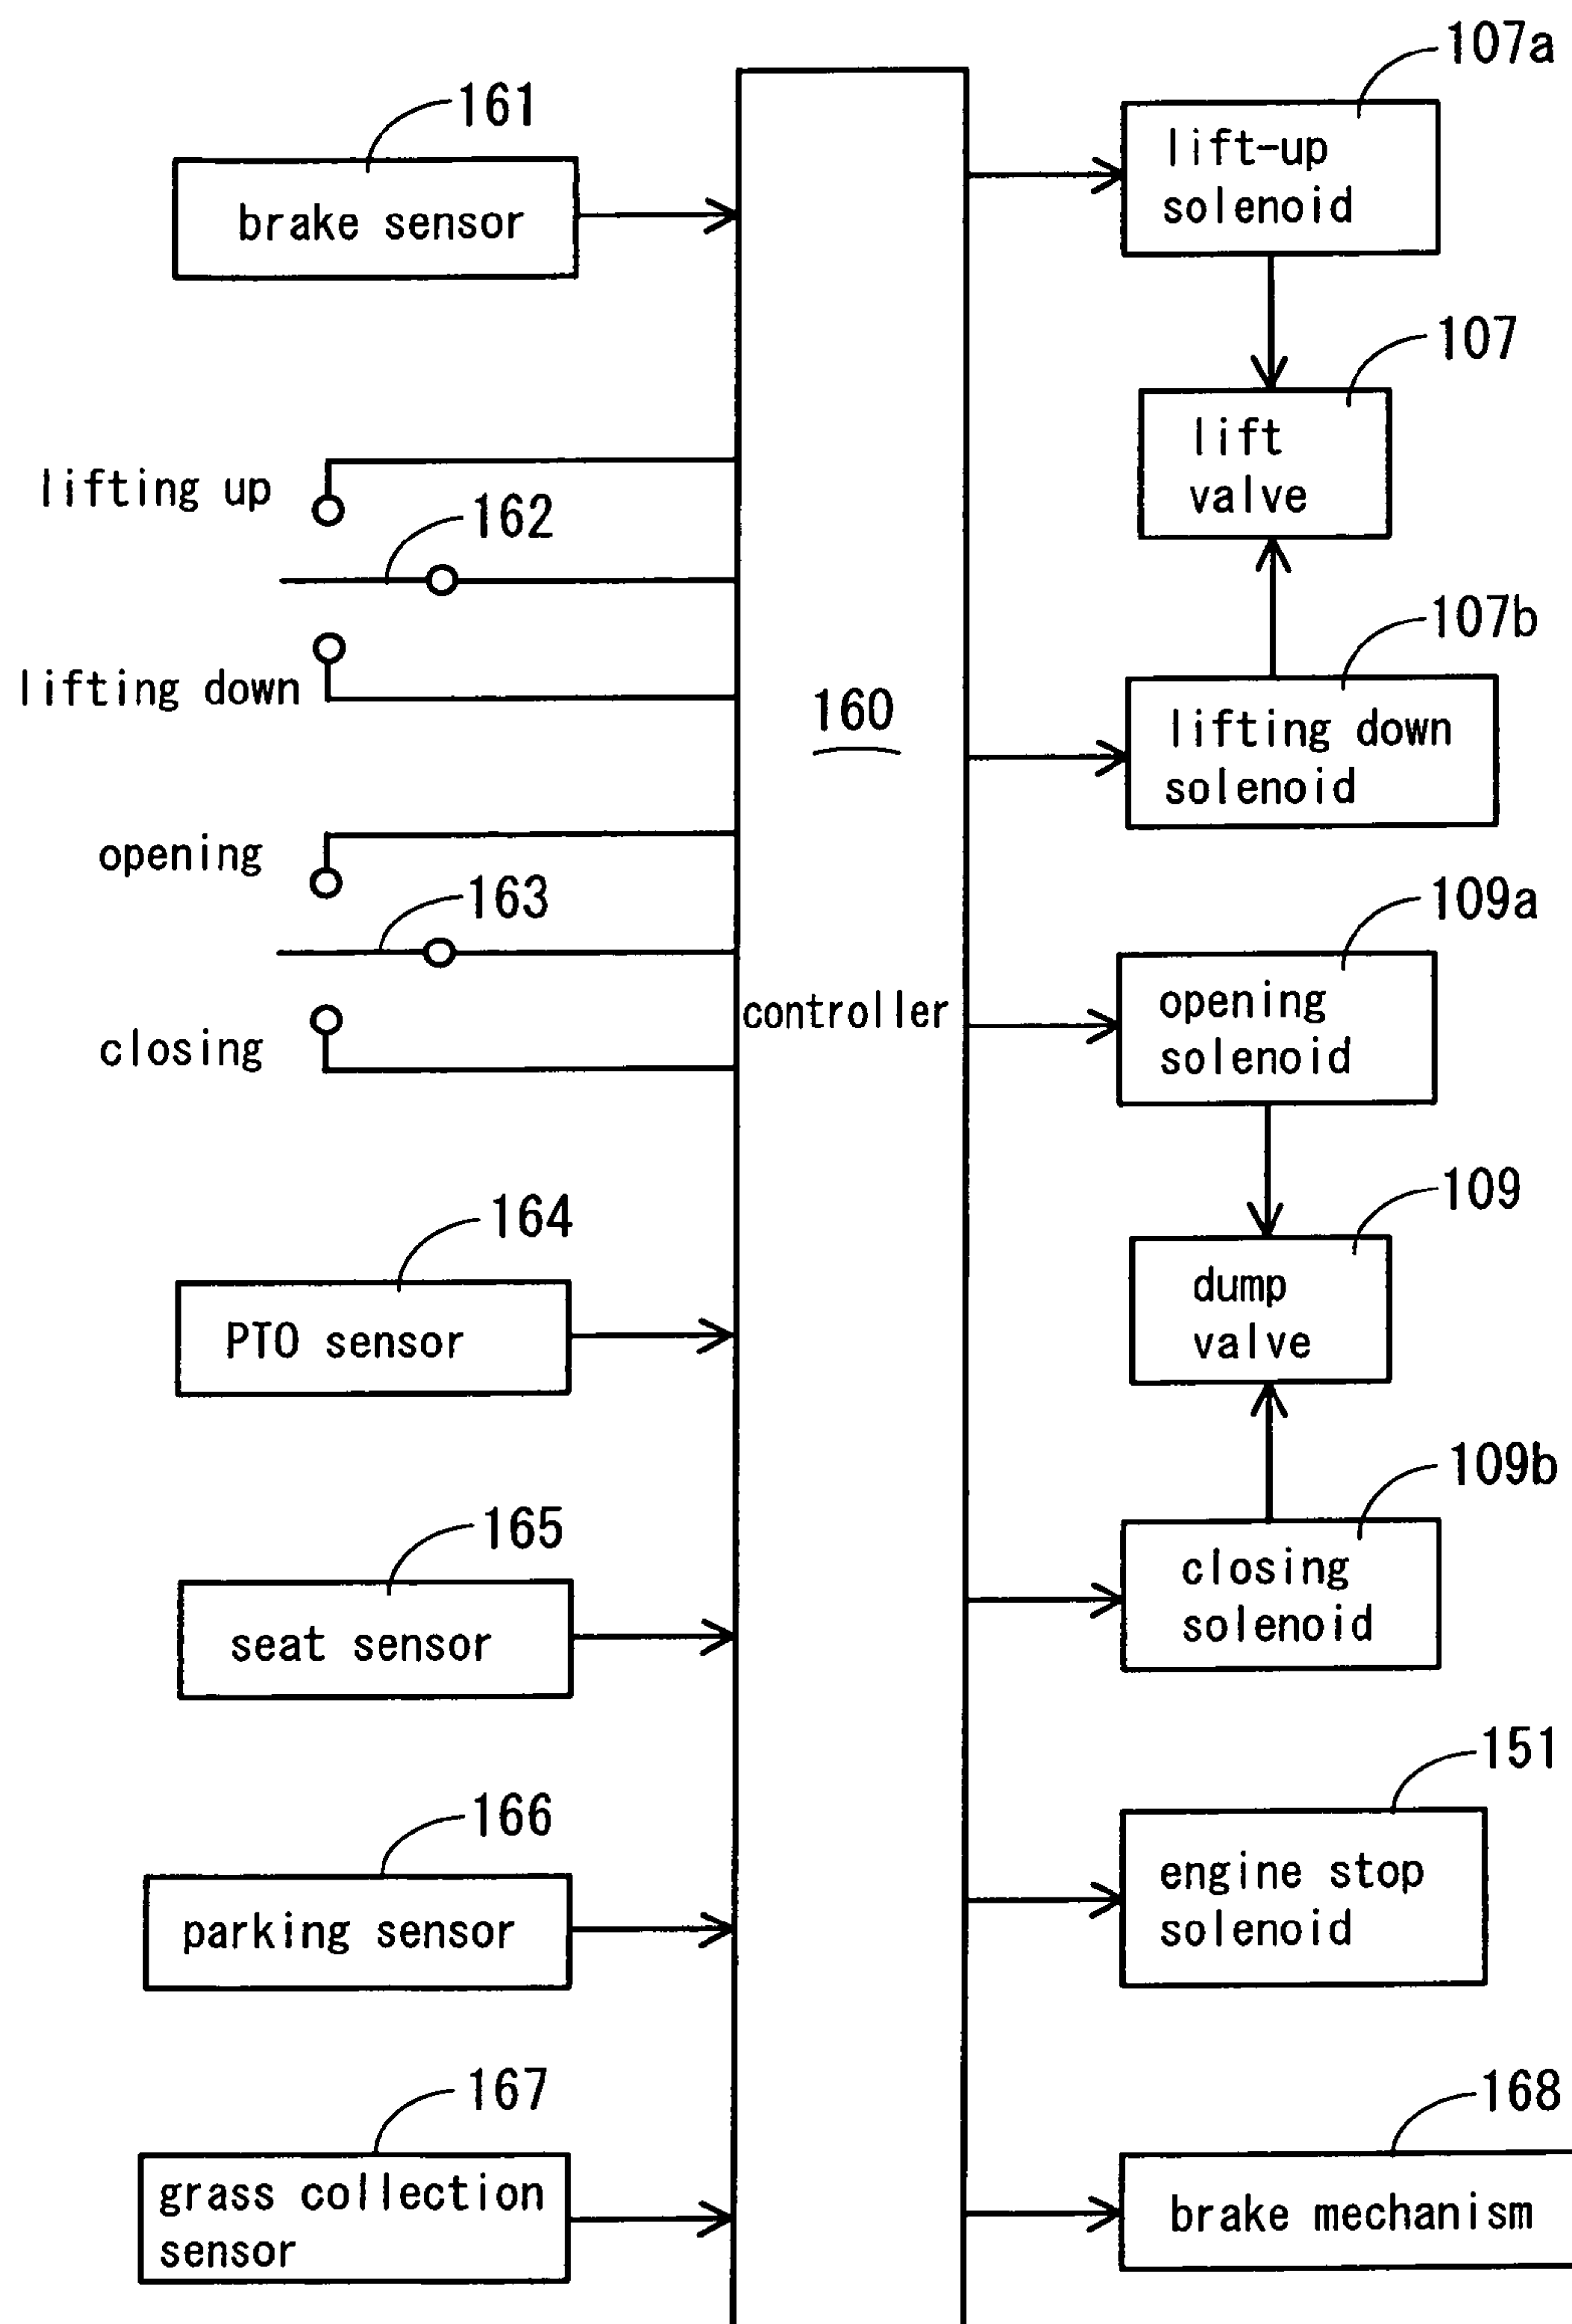 161
brake sensor
lifting up
162
lifting down
opening
163
closing
164
PTO sensor
165
seat sensor
166
parking sensor
167
grass collection
sensor
160
controller
107a
lift-up
solenoid
107
lift
valve
107b
lifting down
solenoid
109a
opening
solenoid
109
dump
valve
109b
closing
solenoid
151
engine stop
solenoid
168
brake mechanism